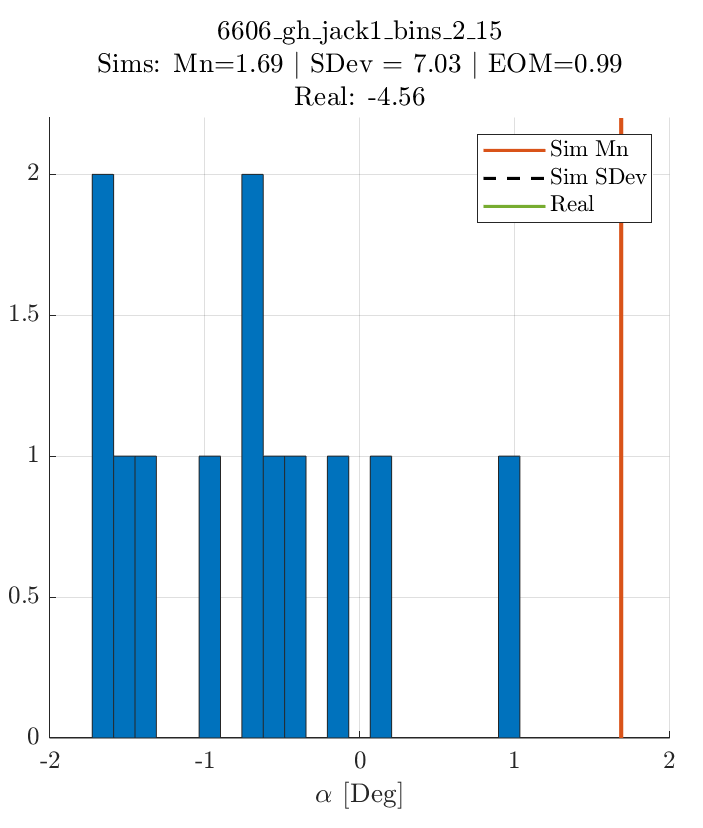 6606_gh_jack1_bins_2_15
Sims: Mn=1.69 | SDev = 7.03 | EOM=0.99
Real: -4.56
Sim Mn
Sim SDev
Real
2
1.5
1
0.5
0
-2
-1
0
1
2
α [Deg]